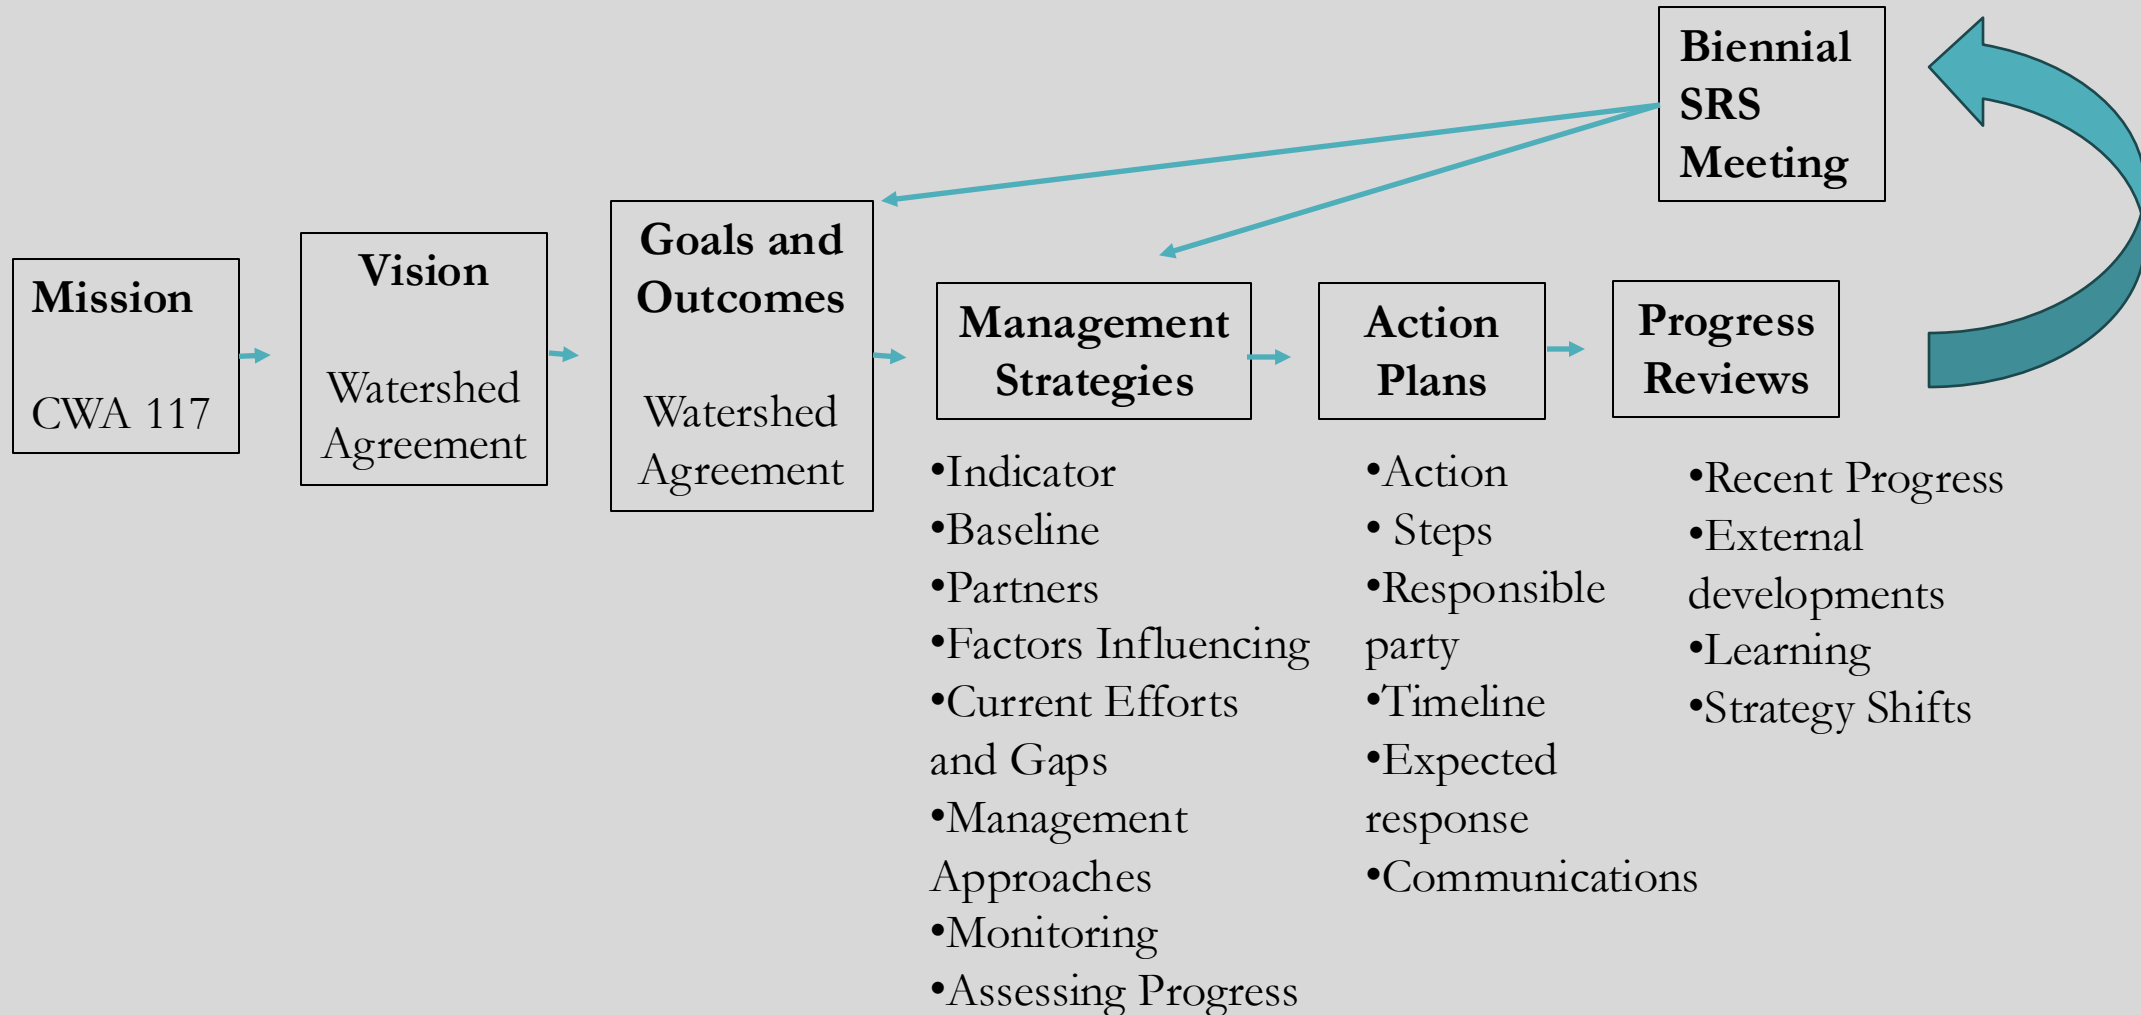 Biennial
SRS
Meeting
Mission
CWA 117
Vision
Watershed
Agreement
Goals and
Outcomes
Watershed
Agreement
Management
Strategies
•Indicator
•Baseline
•Partners
•Factors Influencing
•Current Efforts
and Gaps
•Management
Approaches
•Monitoring
•Assessing Progress
Action
Plans
•Action
• Steps
•Responsible
party
•Timeline
•Expected
response
•Communications
Progress
Reviews
•Recent Progress
•External
developments
•Learning
•Strategy Shifts